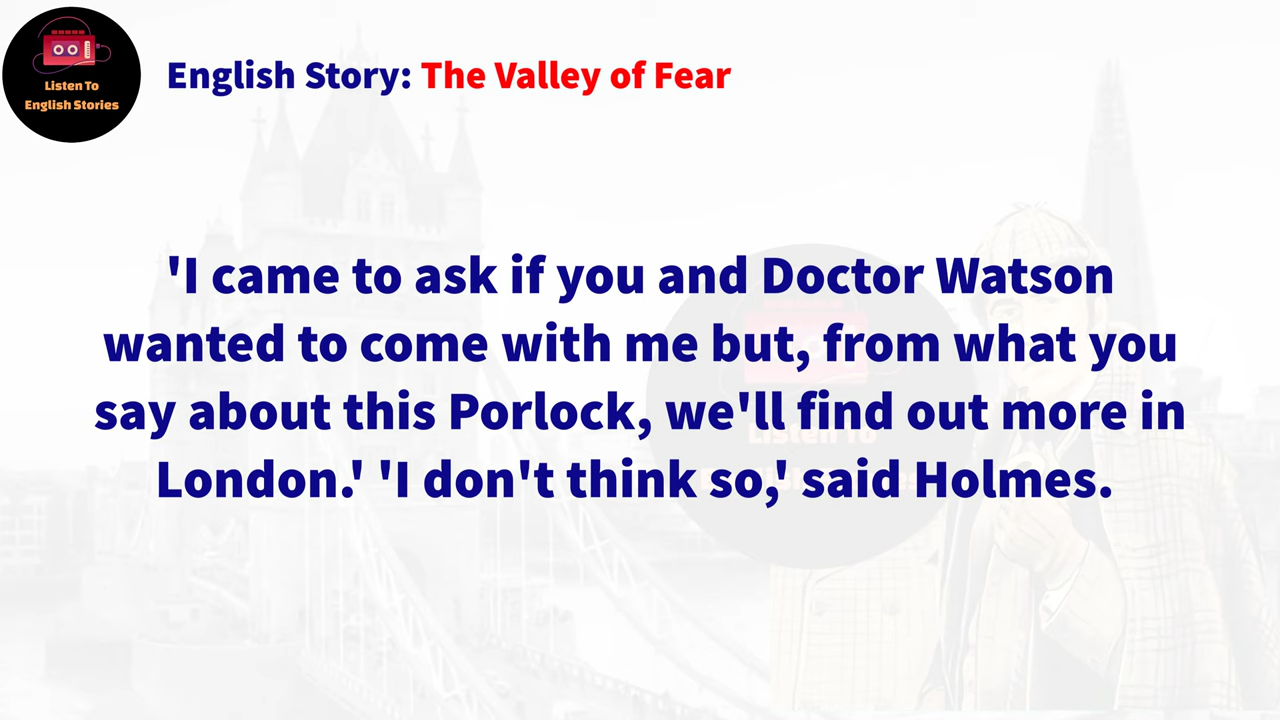 Listen To
English Stories
English Story: The Valley of Fear
'I came to ask if you and Doctor Watson
wanted to come with me but, from what you
say about this Porlock, we'll find out more in
London.' 'I don't think so,' said Holmes.
Listen To